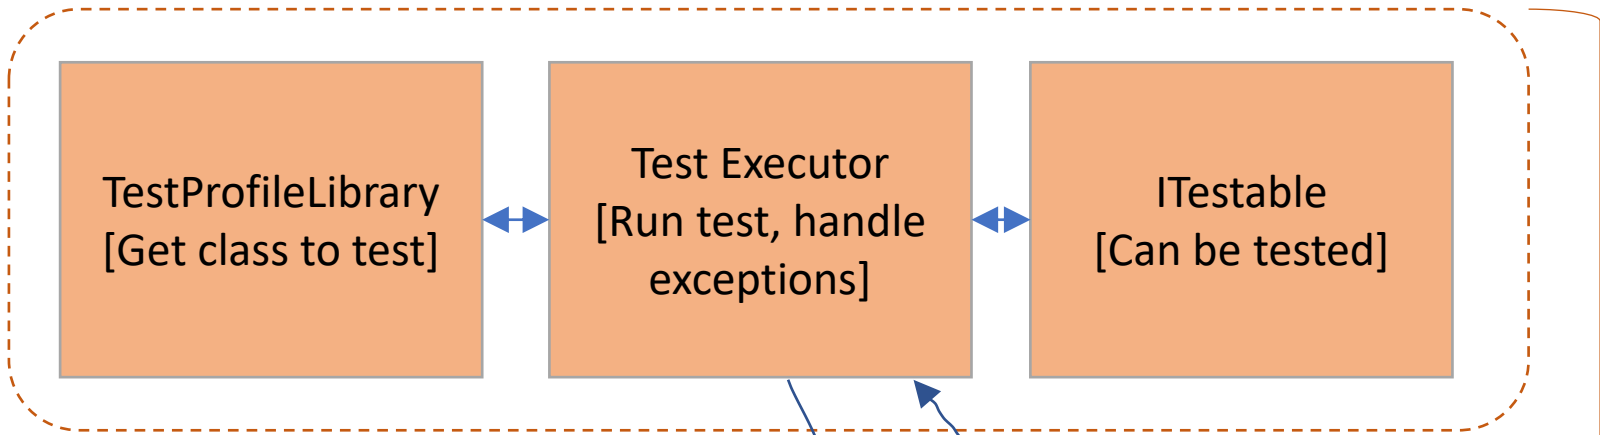 TestProfileLibrary
[Get class to test]
Test Executor
[Run test, handle
exceptions]
ITestable
[Can be tested]